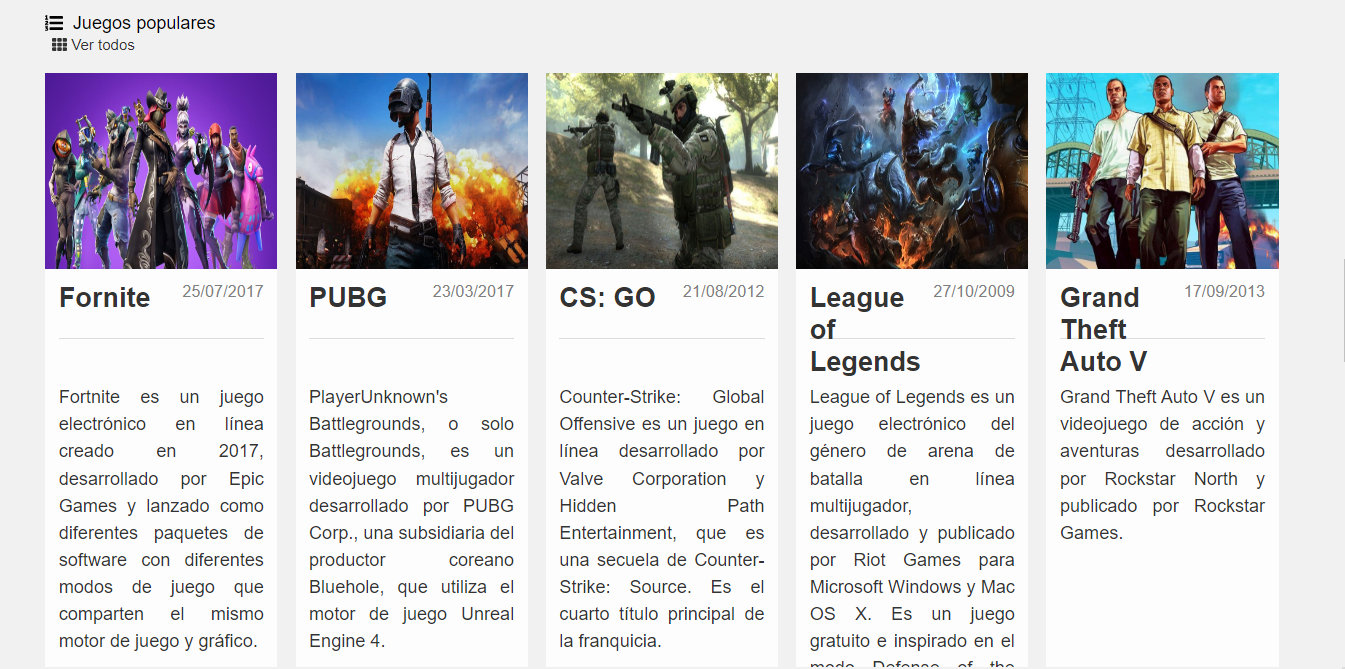 Juegos populares
Ver todos
Fornite 25/07/2017
Fortnite es un juego
electrónico en línea
creado en 2017,
desarrollado por Epic
Games y lanzado como
diferentes paquetes de
software con diferentes
modos de juego que
comparten el mismo
motor de juego y gráfico.
PUBG 23/03/2017
PlayerUnknown's
Battlegrounds, o solo
Battlegrounds, es un
videojuego multijugador
desarrollado por PUBG
Corp., una subsidiaria del
productor coreano
Bluehole, que utiliza el
motor de juego Unreal
Engine 4.
CS: GO 21/08/2012
Counter-Strike: Global
Offensive es un juego en
línea desarrollado por
Valve Corporation y
Hidden Path
Entertainment, que es
una secuela de Counter-
Strike: Source. Es el
cuarto título principal de
la franquicia.
League 27/10/2009
of
Legends
League of Legends es un
juego electrónico del
género de arena de
batalla en línea
multijugador,
desarrollado y publicado
por Riot Games para
Microsoft Windows y Mac
OS X. Es un juego
gratuito e inspirado en el
modo Defense of the
Grand 17/09/2013
Theft
Auto V
Grand Theft Auto V es un
videojuego de acción y
aventuras desarrollado
por Rockstar North y
publicado por Rockstar
Games.